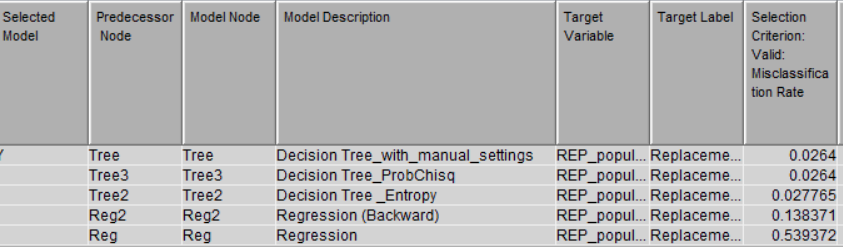 Selected Model Predecessor Node Model Node Model Description Target Variable Target Label Selection Criterion: Valid: Misclassifica tion Rate
Y Tree Tree Decision Tree_with_manual_settings REP_popul... Replaceme... 0.0264
Tree3 Tree3 Decision Tree_ProbChisq REP_popul... Replaceme... 0.0264
Tree2 Tree2 Decision Tree _Entropy REP_popul... Replaceme... 0.027765
Reg2 Reg2 Regression (Backward) REP_popul... Replaceme... 0.138371
Reg Reg Regression REP_popul... Replaceme... 0.539372